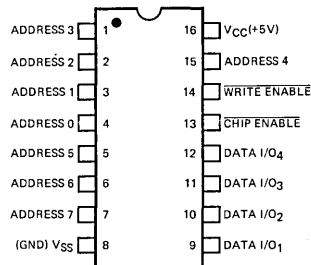 ADDRESS 3 1 16 VCC(+5V)
ADDRESS 2 2 15 ADDRESS 4
ADDRESS 1 3 14 WRITE ENABLE
ADDRESS 0 4 13 CHIP ENABLE
ADDRESS 5 5 12 DATA I/O4
ADDRESS 6 6 11 DATA I/O3
ADDRESS 7 7 10 DATA I/O2
(GND) VSS 8 9 DATA I/O1